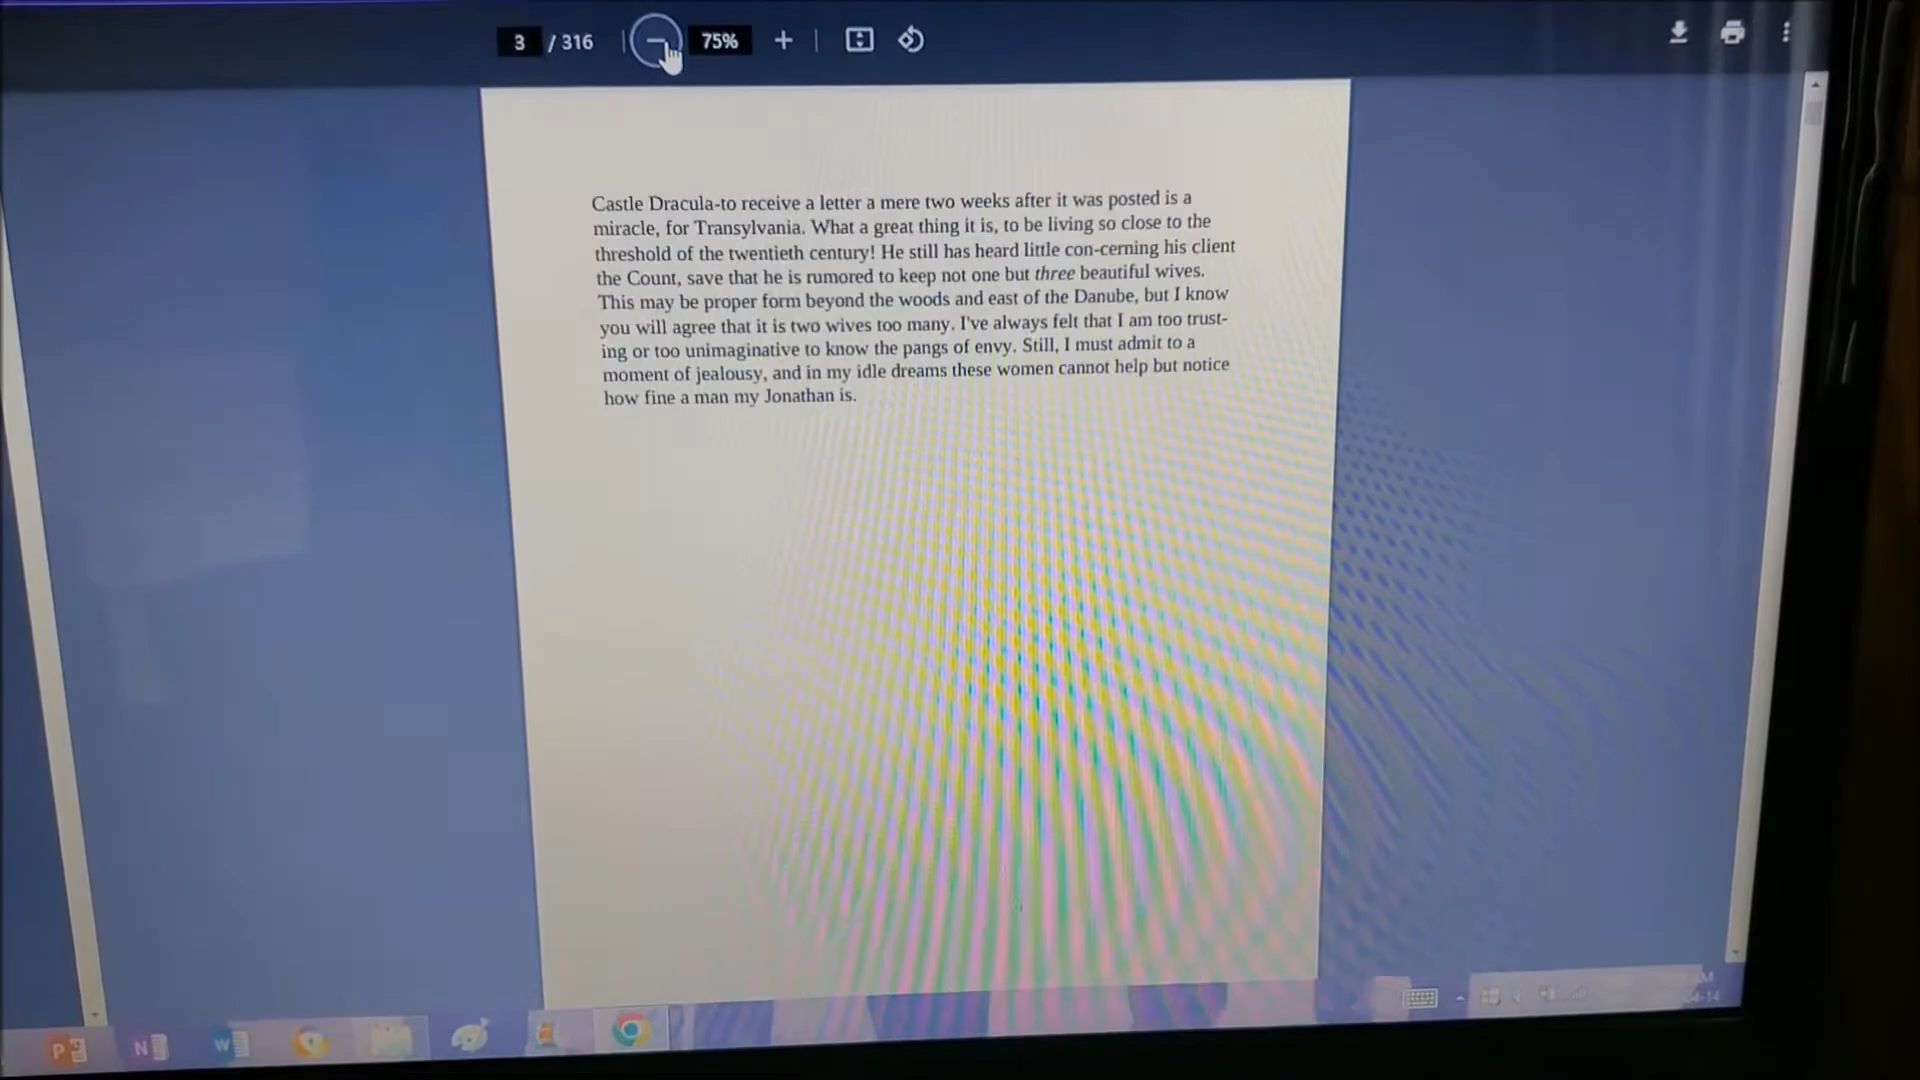 3 / 316 75%
Castle Dracula-to receive a letter a mere two weeks after it was posted is a
miracle, for Transylvania. What a great thing it is, to be living so close to the
threshold of the twentieth century! He still has heard little con-cerning his client
the Count, save that he is rumored to keep not one but three beautiful wives.
This may be proper form beyond the woods and east of the Danube, but I know
you will agree that it is two wives too many. I've always felt that I am too trust-
ing or too unimaginative to know the pangs of envy. Still, I must admit to a
moment of jealousy, and in my idle dreams these women cannot help but notice
how fine a man my Jonathan is.